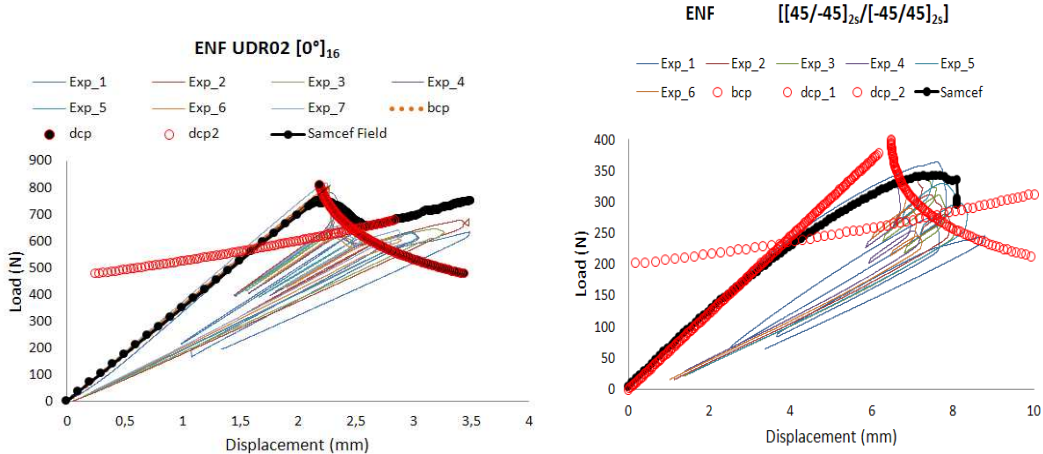 ENF UDR02 [0°]16
Exp_1 Exp_2 Exp_3 Exp_4
Exp_5 Exp_6 Exp_7 bcp
dcp dcp2 Samcef Field
900
800
700
600
500
400
300
200
100
0
Load (N)
0 0,5 1 1,5 2 2,5 3 3,5
Displacement (mm)
ENF [[45/-45]2s/[-45/45]2s]
Exp_1 Exp_2 Exp_3 Exp_4 Exp_5
Exp_6 bcp dcp_1 dcp_2 Samcef
400
350
300
250
200
150
100
50
0
Load (N)
0 2 4 6 8 10
Displacement (mm)